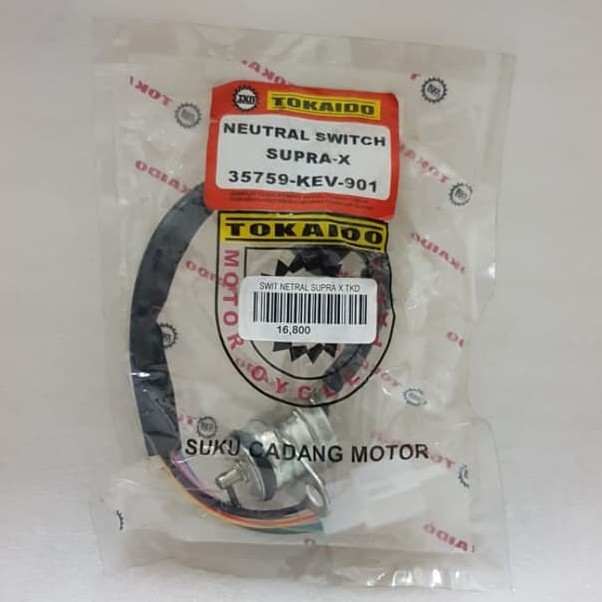 TKD TOKAIDO
NEUTRAL SWITCH
SUPRA-X
35759-KEV-901
TOKAIDO
SWIT NETRAL SUPRA X TKD
16,800
MOTORCYCLE
SUKU CADANG MOTOR